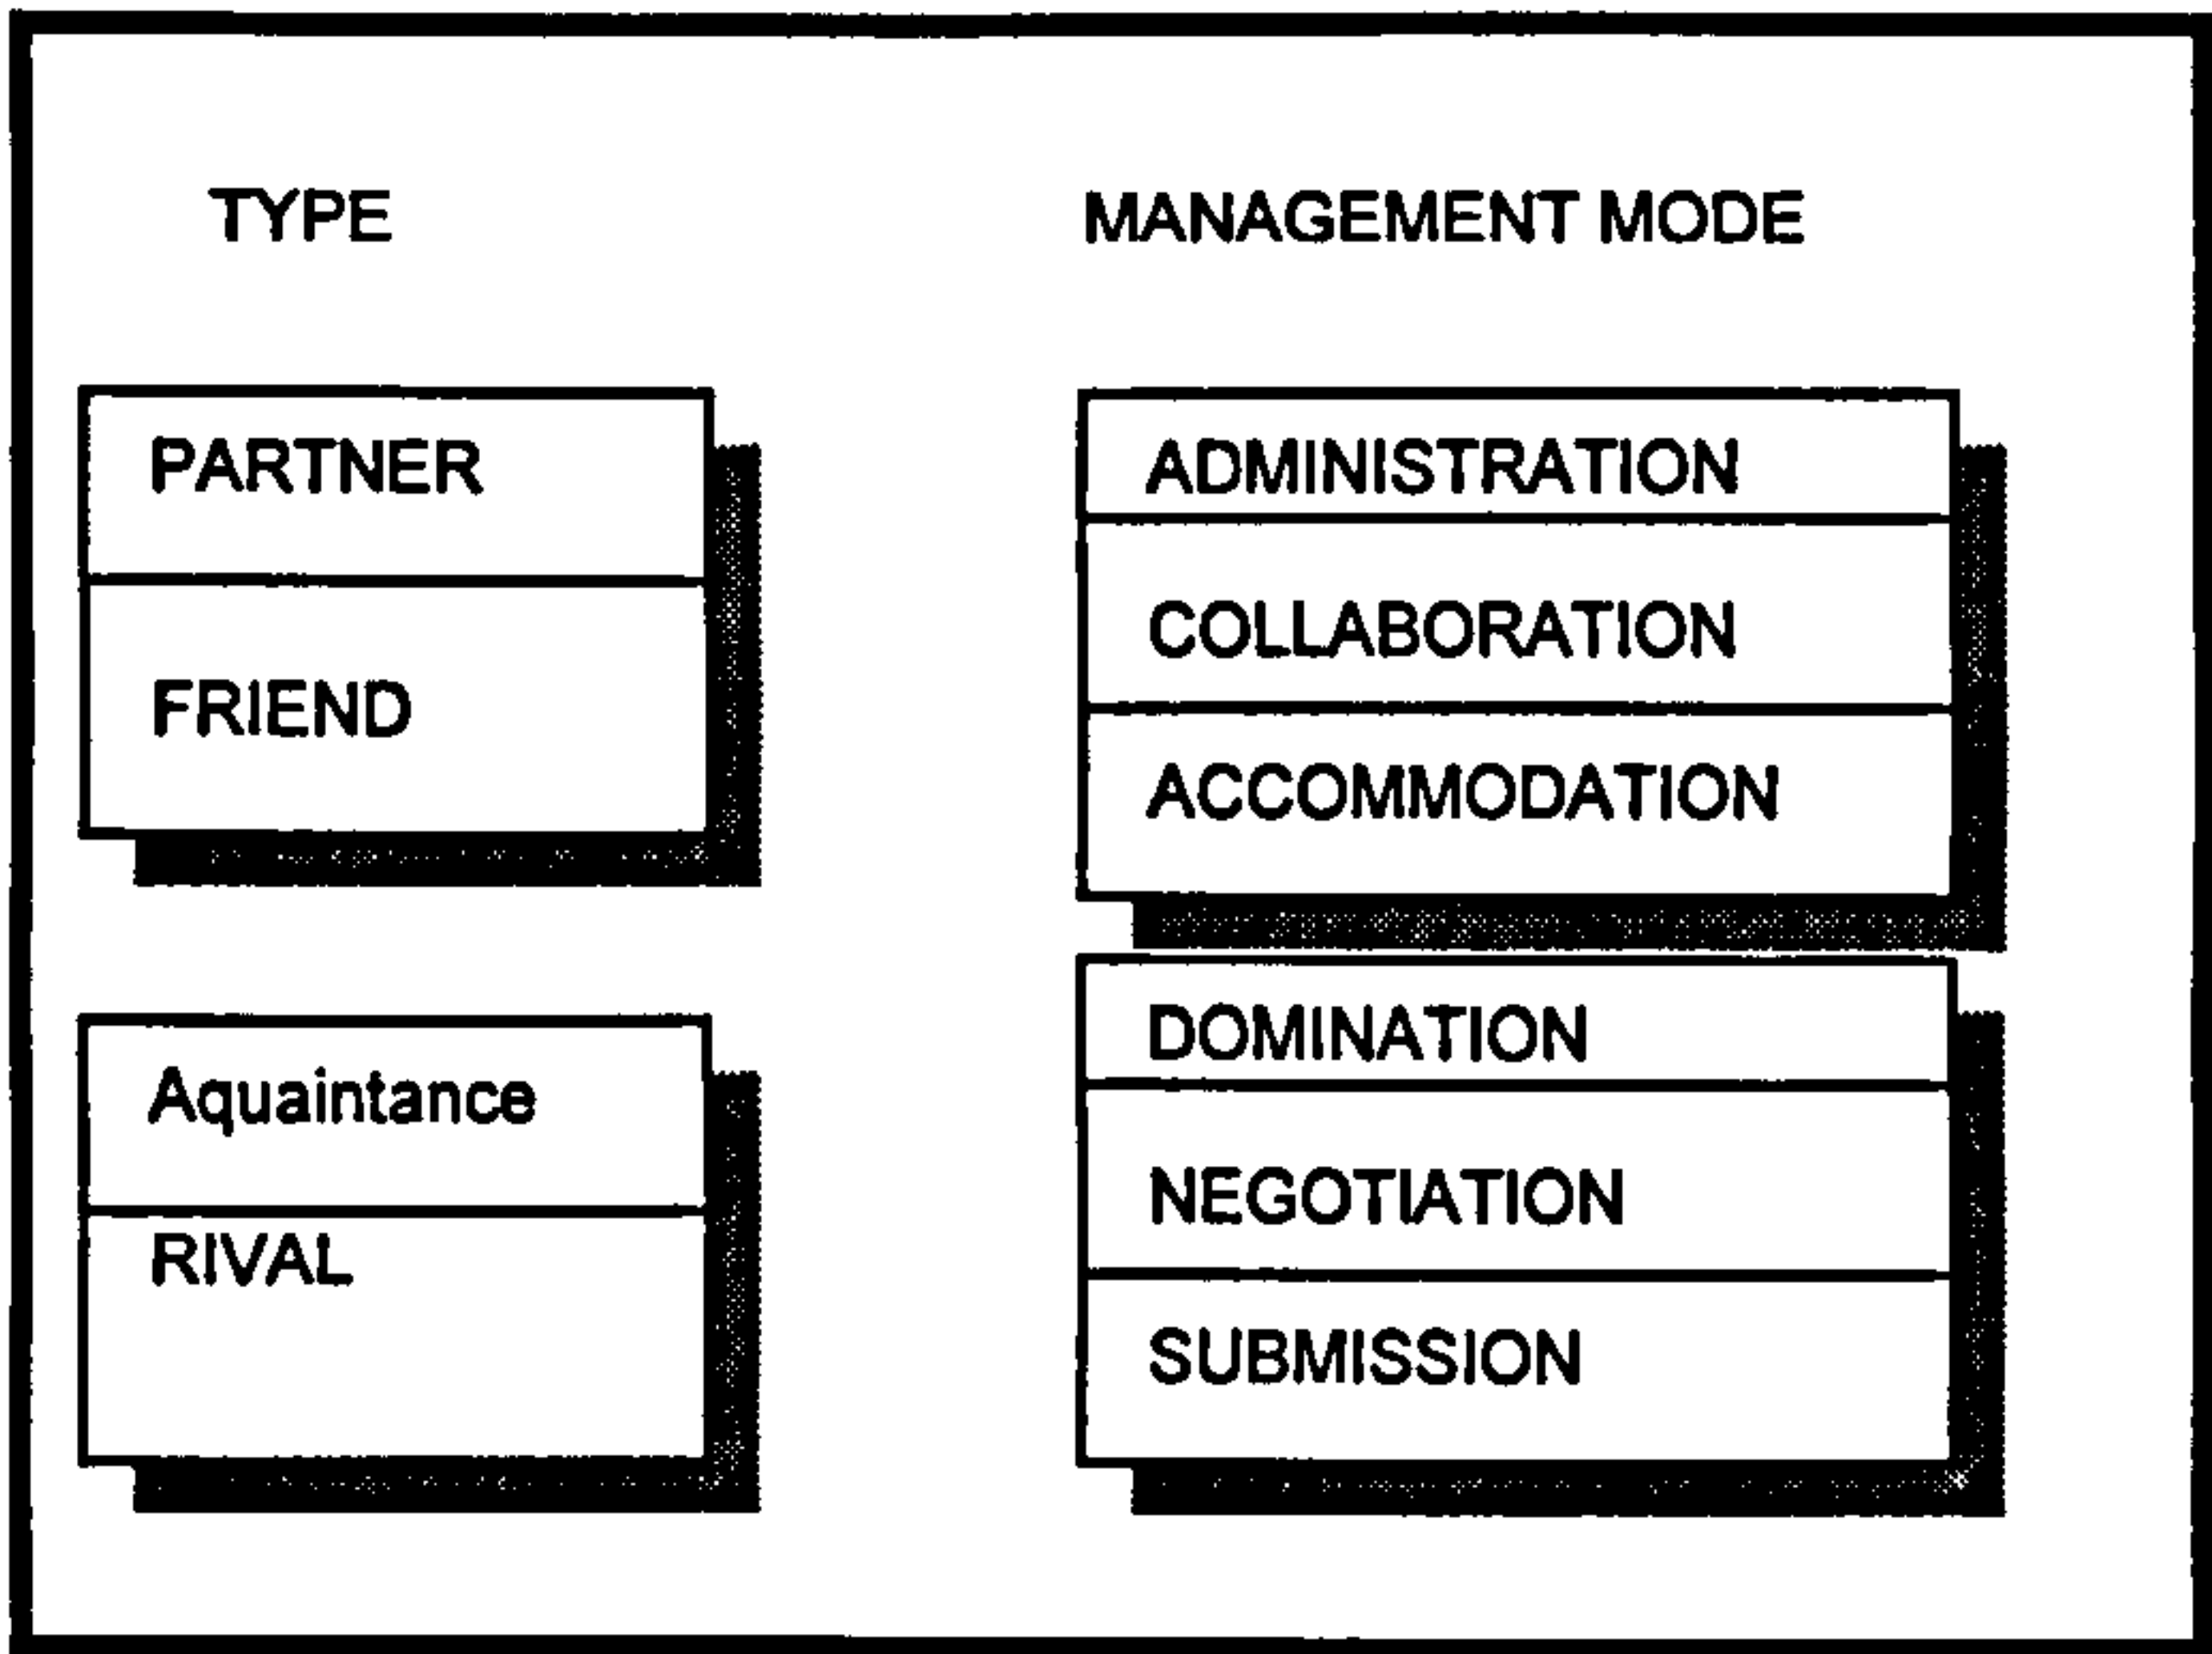 TYPE
MANAGEMENT MODE
PARTNER
FRIEND
ADMINISTRATION
COLLABORATION
ACCOMMODATION
Aquaintance
RIVAL
DOMINATION
NEGOTIATION
SUBMISSION